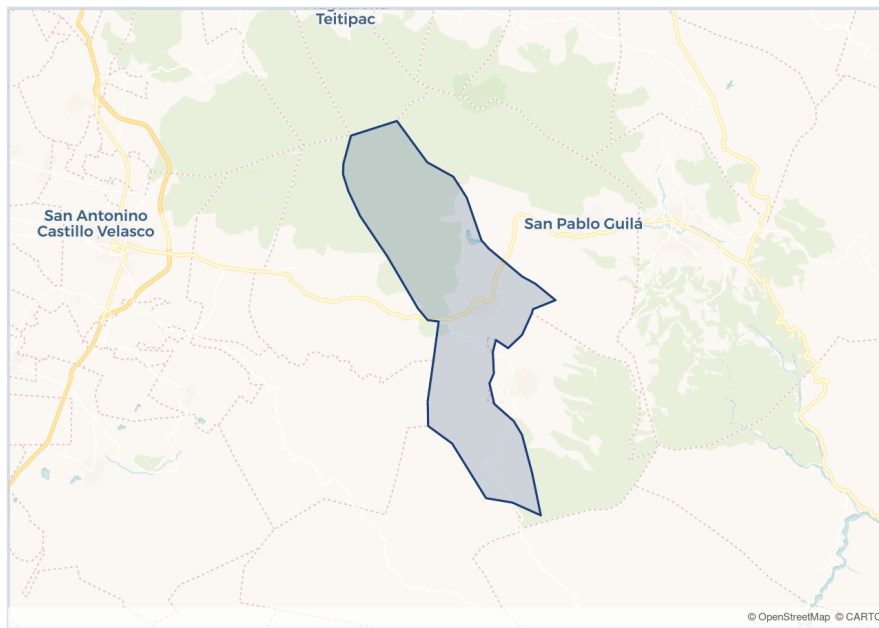 Teitipac
San Antonino
Castillo Velasco
San Pablo Guilá
© OpenStreetMap © CARTO